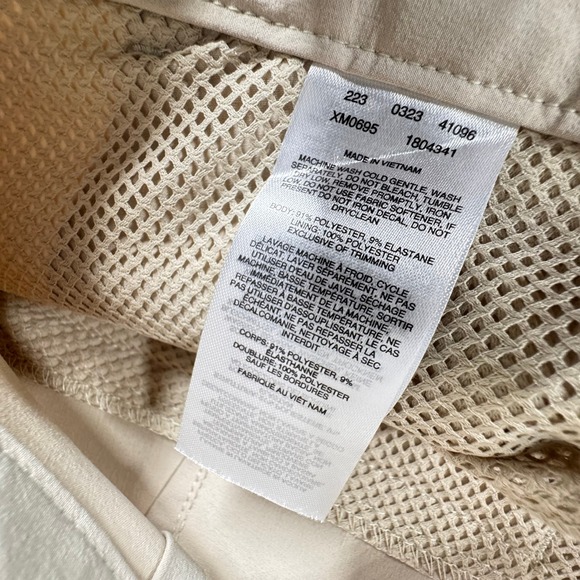 223 0323 41096
XM0695 1804341
MADE IN VIETNAM
MACHINE WASH COLD GENTLE, WASH
SEPARATELY, DO NOT BLEACH, TUMBLE
DRY LOW, REMOVE PROMPTLY, IRON
LOW, DO NOT USE FABRIC SOFTENER, IF
PRESENT DO NOT IRON DECAL, DO NOT
DRYCLEAN
BODY: 91% POLYESTER, 9% ELASTANE
LINING: 100% POLYESTER
EXCLUSIVE OF TRIMMING
LAVAGE MACHINE À FROID, CYCLE
DÉLICAT, LAVER SÉPARÉMENT, NE PAS
UTILISER D'EAU DE JAVEL, SÉCHAGE
MACHINE, BASSE TEMPÉRATURE, SORTIR
IMMÉDIATEMENT DE LA MACHINE,
REPASSAGE BASSE TEMPÉRATURE, NE PAS
UTILISER D'ASSOUPLISSANT, LE CAS
ÉCHÉANT, NE PAS REPASSER LA
DÉCALCOMANIE, NETTOYAGE À SEC
INTERDIT
CORPS: 91% POLYESTER, 9%
ÉLASTHANNE
DOUBLURE: 100% POLYESTER
SAUF LES BORDURES
FABRIQUÉ AU VIÊT NAM